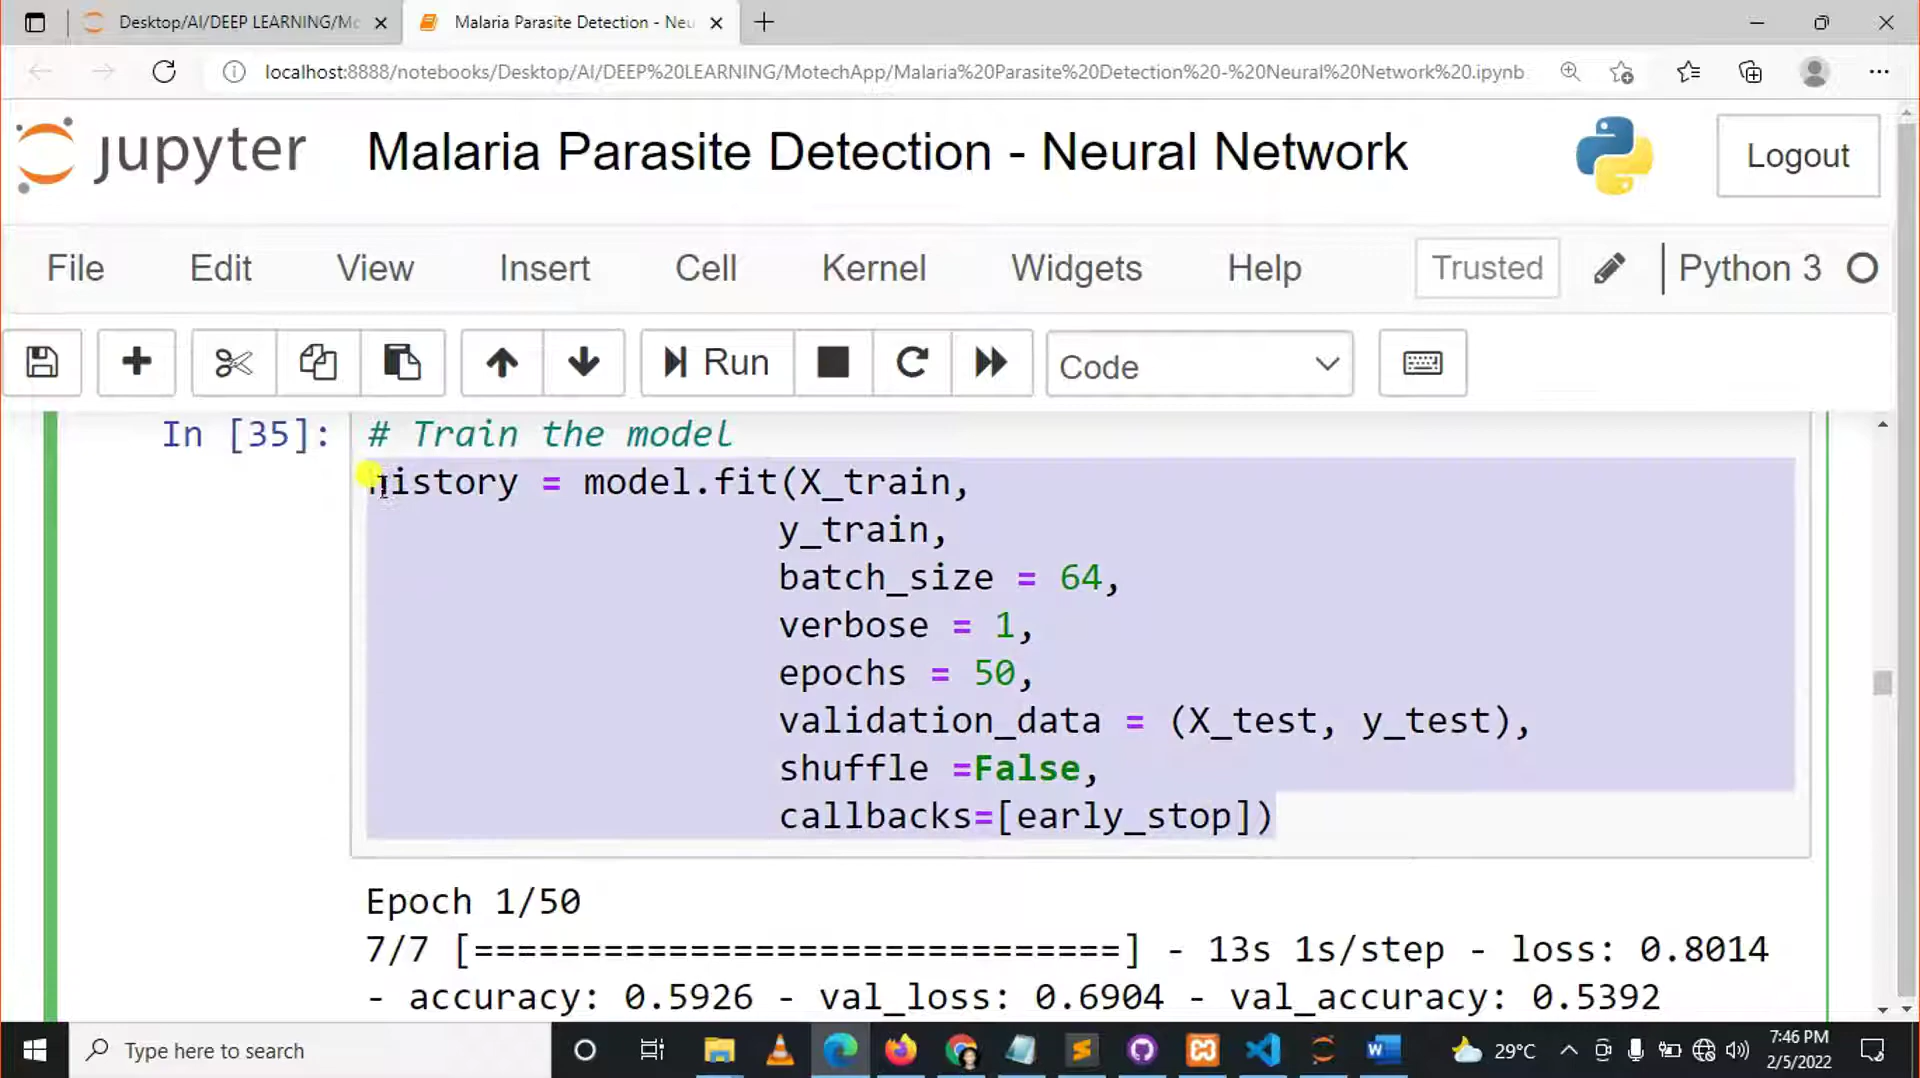 Desktop/AI/DEEP LEARNING/Mo
Malaria Parasite Detection - Neu
localhost:8888/notebooks/Desktop/AI/DEEP%20LEARNING/MotechApp/Malaria%20Parasite%20Detection%20-%20Neural%20Network%20.ipynb
jupyter
Malaria Parasite Detection - Neural Network
Logout
File
Edit
View
Insert
Cell
Kernel
Widgets
Help
Trusted
Python 3
Run
Code
In [35]:
# Train the model
history = model.fit(X_train,
y_train,
batch_size = 64,
verbose = 1,
epochs = 50,
validation_data = (X_test, y_test),
shuffle =False,
callbacks=[early_stop])
Epoch 1/50
7/7 [==============================] - 13s 1s/step - loss: 0.8014
- accuracy: 0.5926 - val_loss: 0.6904 - val_accuracy: 0.5392
Type here to search
29°C
7:46 PM
2/5/2022